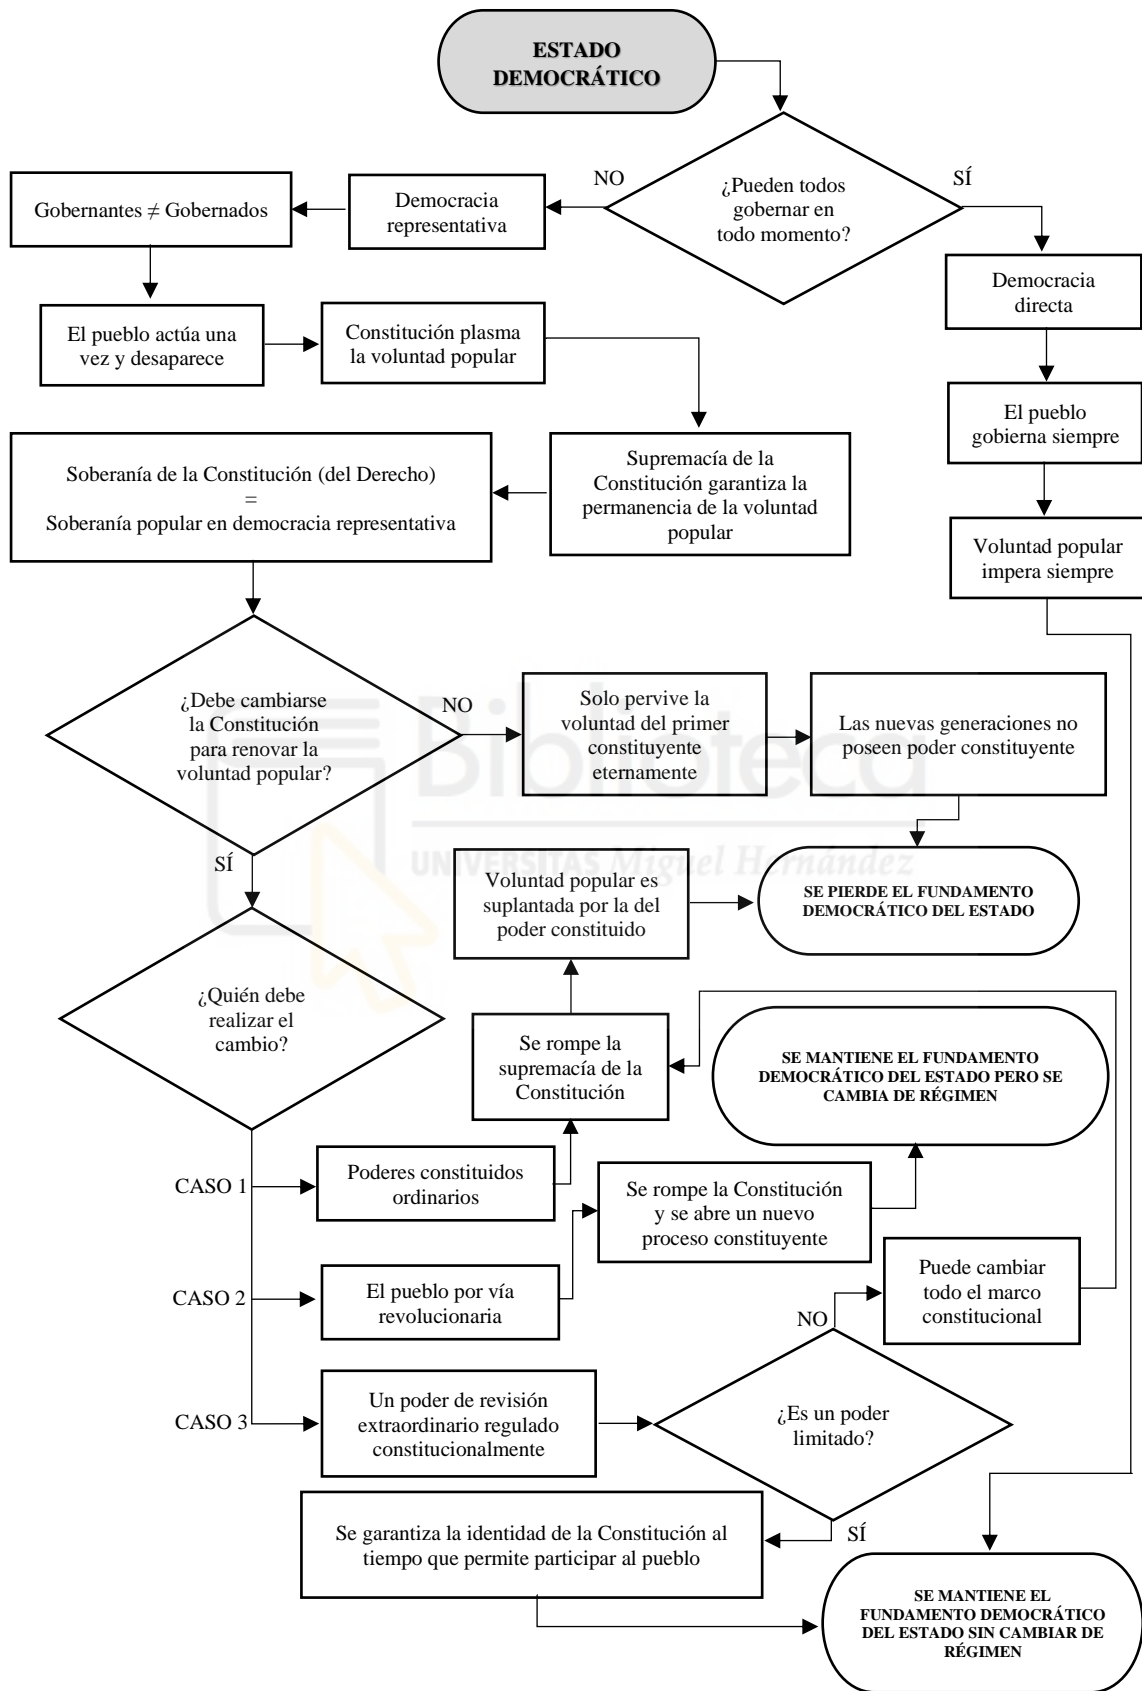 ESTADO
DEMOCRÁTICO
¿Pueden todos
gobernar en
todo momento?
NO
SÍ
Democracia
representativa
Gobernantes ≠ Gobernados
Democracia
directa
El pueblo actúa una
vez y desaparece
Constitución plasma
la voluntad popular
El pueblo
gobierna siempre
Soberanía de la Constitución (del Derecho)
=
Soberanía popular en democracia representativa
Supremacía de la
Constitución garantiza la
permanencia de la voluntad
popular
Voluntad popular
impera siempre
¿Debe cambiarse
la Constitución
para renovar la
voluntad popular?
NO
Solo pervive la
voluntad del primer
constituyente
eternamente
Las nuevas generaciones no
poseen poder constituyente
Biblioteca
UNIVERSITAS Miguel Hernández
SÍ
Voluntad popular es
suplantada por la del
poder constituido
SE PIERDE EL FUNDAMENTO
DEMOCRÁTICO DEL ESTADO
¿Quién debe
realizar el
cambio?
Se rompe la
supremacía de la
Constitución
SE MANTIENE EL FUNDAMENTO
DEMOCRÁTICO DEL ESTADO PERO SE
CAMBIA DE RÉGIMEN
CASO 1
Poderes constituidos
ordinarios
Se rompe la Constitución
y se abre un nuevo
proceso constituyente
CASO 2
El pueblo por vía
revolucionaria
Puede cambiar
todo el marco
constitucional
NO
CASO 3
Un poder de revisión
extraordinario regulado
constitucionalmente
¿Es un poder
limitado?
SÍ
Se garantiza la identidad de la Constitución al
tiempo que permite participar al pueblo
SE MANTIENE EL
FUNDAMENTO DEMOCRÁTICO
DEL ESTADO SIN CAMBIAR DE
RÉGIMEN